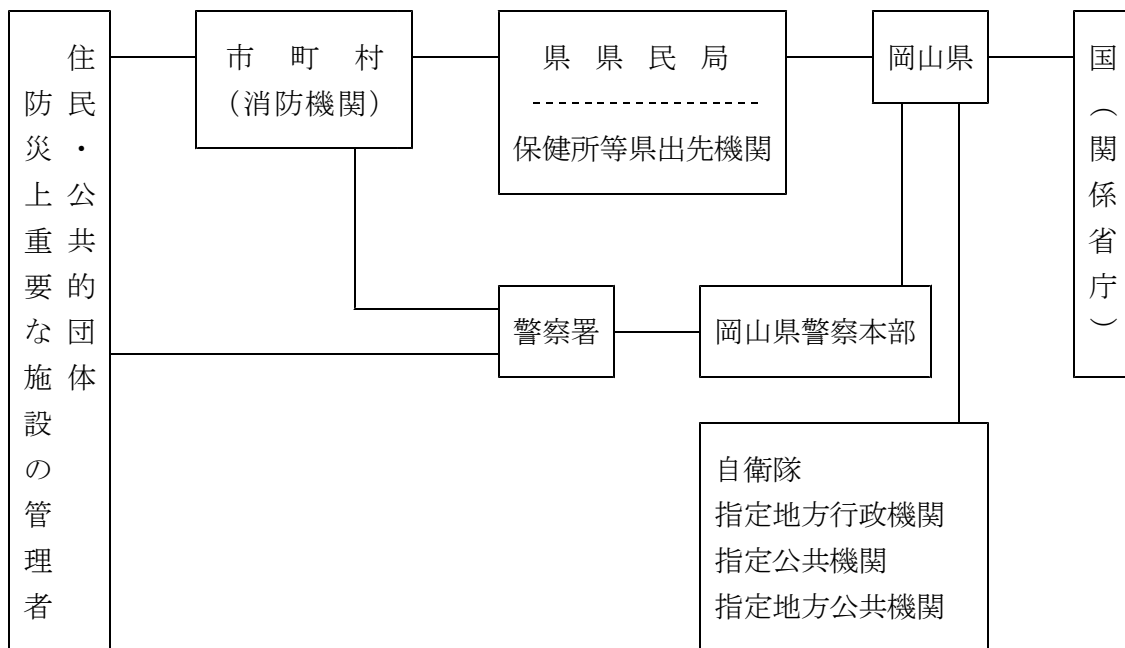 住民・公共的団体
防災上重要な施設の管理者
市町村
（消防機関）
県県民局
保健所等県出先機関
岡山県
国（関係省庁）
警察署
岡山県警察本部
自衛隊
指定地方行政機関
指定公共機関
指定地方公共機関